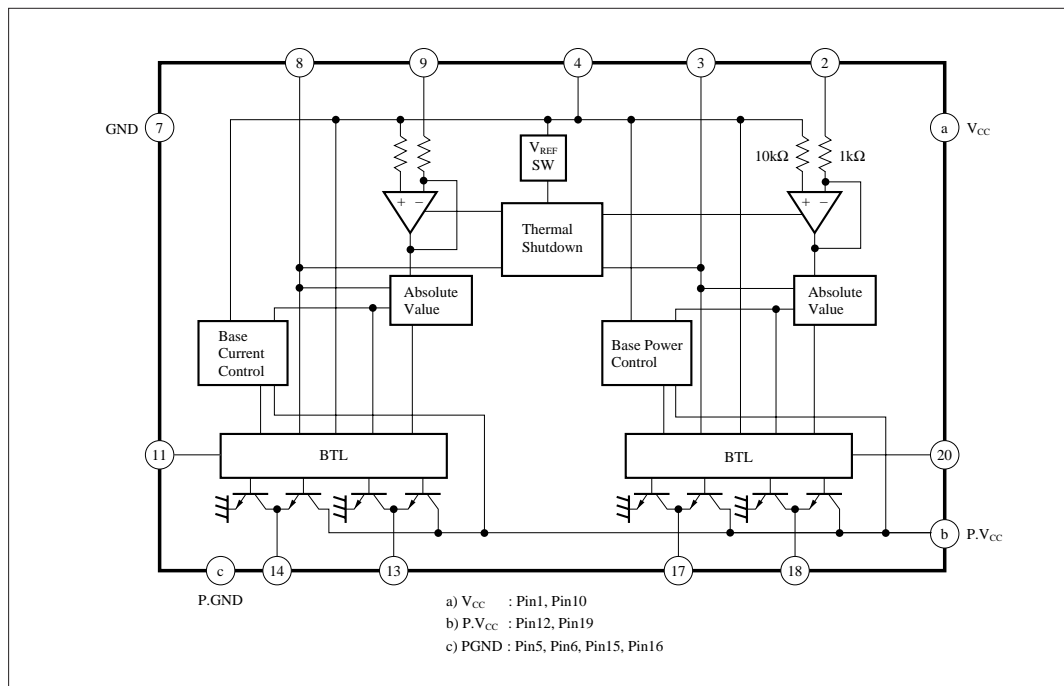 8 9 4 3 2
GND 7
a VCC
VREF
SW
10kΩ 1kΩ
+ −
+ −
Thermal
Shutdown
Absolute
Value
Absolute
Value
Base
Current
Control
Base Power
Control
11
BTL
BTL
20
b P.VCC
c 14 13 17 18
P.GND
a) VCC : Pin1, Pin10
b) P.VCC : Pin12, Pin19
c) PGND : Pin5, Pin6, Pin15, Pin16